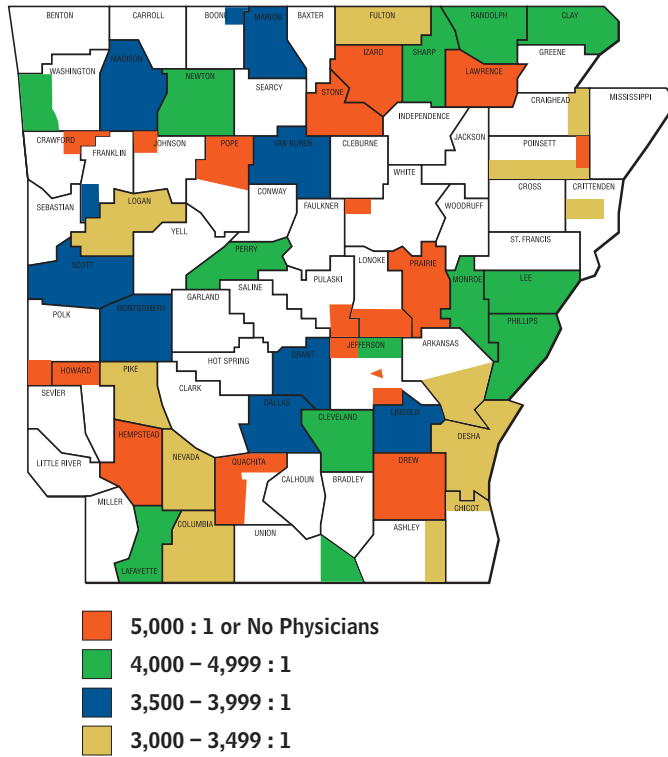 BENTON
CARROLL
BOONE
MARION
BAXTER
FULTON
RANDOLPH
CLAY
WASHINGTON
MADISON
NEWTON
SEARCY
IZARD
SHARP
LAWRENCE
GREENE
STONE
INDEPENDENCE
CRAIGHEAD
MISSISSIPPI
CRAWFORD
FRANKLIN
JOHNSON
POPE
VAN BUREN
CLEBURNE
JACKSON
POINSETT
SEBASTIAN
LOGAN
YELL
CONWAY
FAULKNER
WHITE
WOODRUFF
CROSS
CRITTENDEN
ST. FRANCIS
SCOTT
PERRY
SALINE
PULASKI
LONOKE
PRAIRIE
MONROE
LEE
PHILLIPS
POLK
MONTGOMERY
GARLAND
HOT SPRING
GRANT
JEFFERSON
ARKANSAS
HOWARD
PIKE
CLARK
SEVIER
DALLAS
CLEVELAND
LINCOLN
DESHA
LITTLE RIVER
HEMPSTEAD
NEVADA
QUACHITA
CALHOUN
BRADLEY
DREW
MILLER
LAFAYETTE
COLUMBIA
UNION
ASHLEY
CHICOT
5,000 : 1 or No Physicians
4,000 – 4,999 : 1
3,500 – 3,999 : 1
3,000 – 3,499 : 1